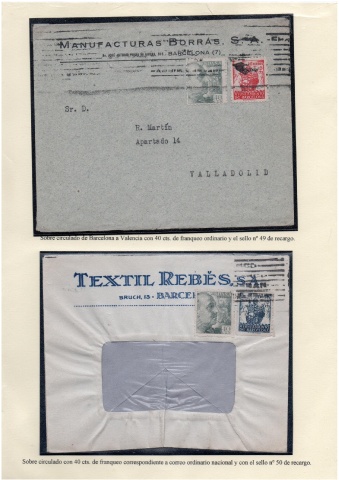 MANUFACTURAS BORRÁS, S. A.
BARCELONA (7)
Sr. D.
H. Martín
Apartado 14
VALLADOLID
Sobre circulado de Barcelona a Valencia con 40 cts. de franqueo ordinario y el sello nº 49 de recargo.
TEXTIL REBÉS, S.A.
BRUCH, 13 - BARCEL
Sobre circulado con 40 cts. de franqueo correspondiente a correo ordinario nacional y con el sello nº 50 de recargo.